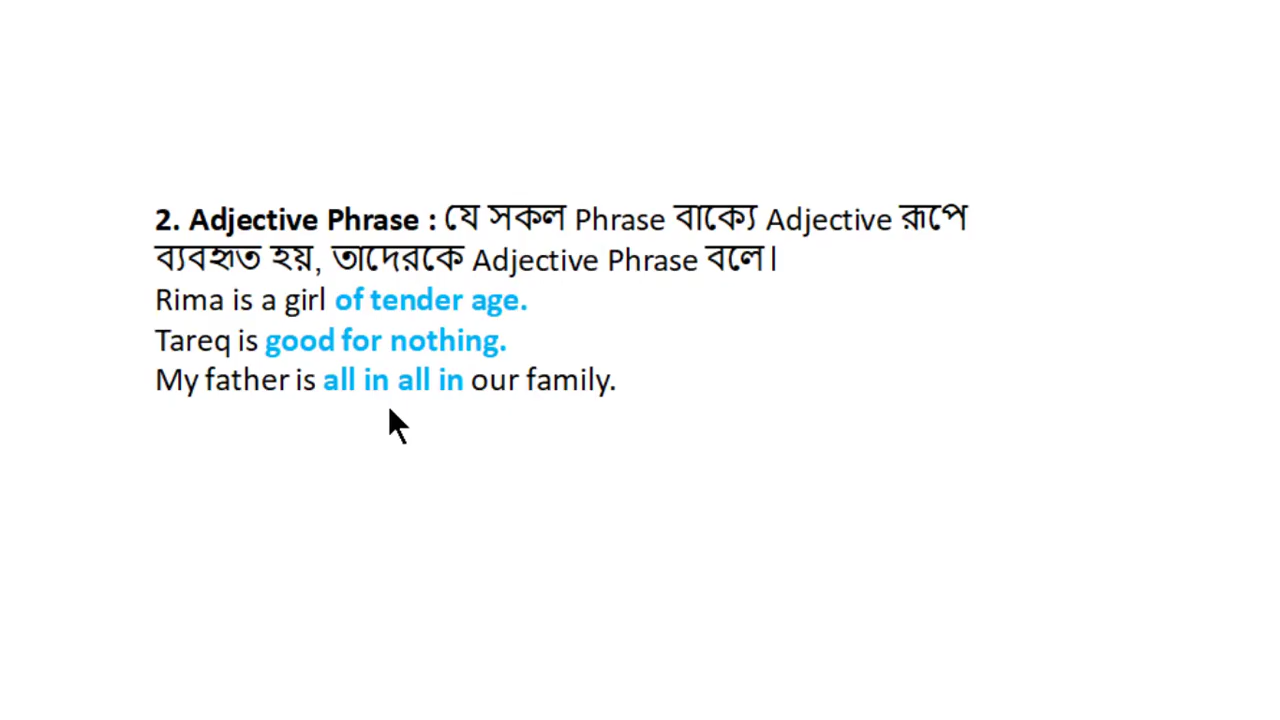 2. Adjective Phrase : যে সকল Phrase বাক্যে Adjective রূপে
ব্যবহৃত হয়, তাদেরকে Adjective Phrase বলে।
Rima is a girl of tender age.
Tareq is good for nothing.
My father is all in all in our family.